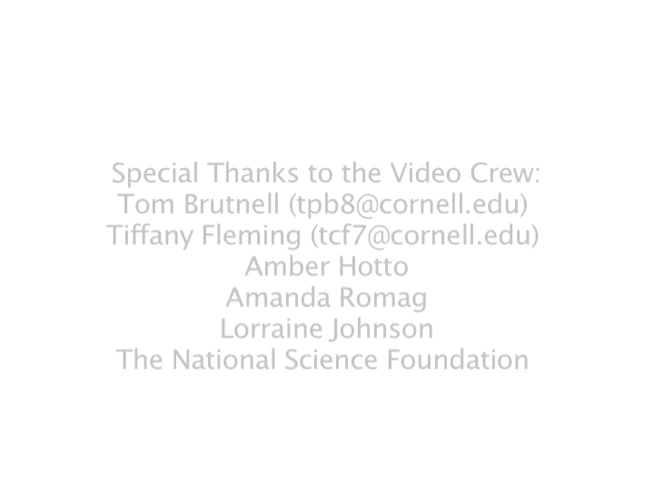 Special Thanks to the Video Crew:
Tom Brutnell (tpb8@cornell.edu)
Tiffany Fleming (tcf7@cornell.edu)
Amber Hotto
Amanda Romag
Lorraine Johnson
The National Science Foundation